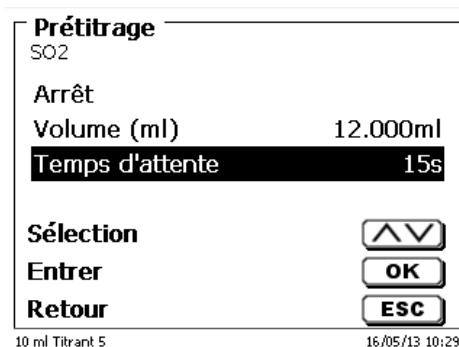 Prétitrage
SO2
Arrêt
Volume (ml) 12.000ml
Temps d'attente 15s
Sélection
Entrer OK
Retour ESC
10 ml Titrant 5 16/05/13 10:29